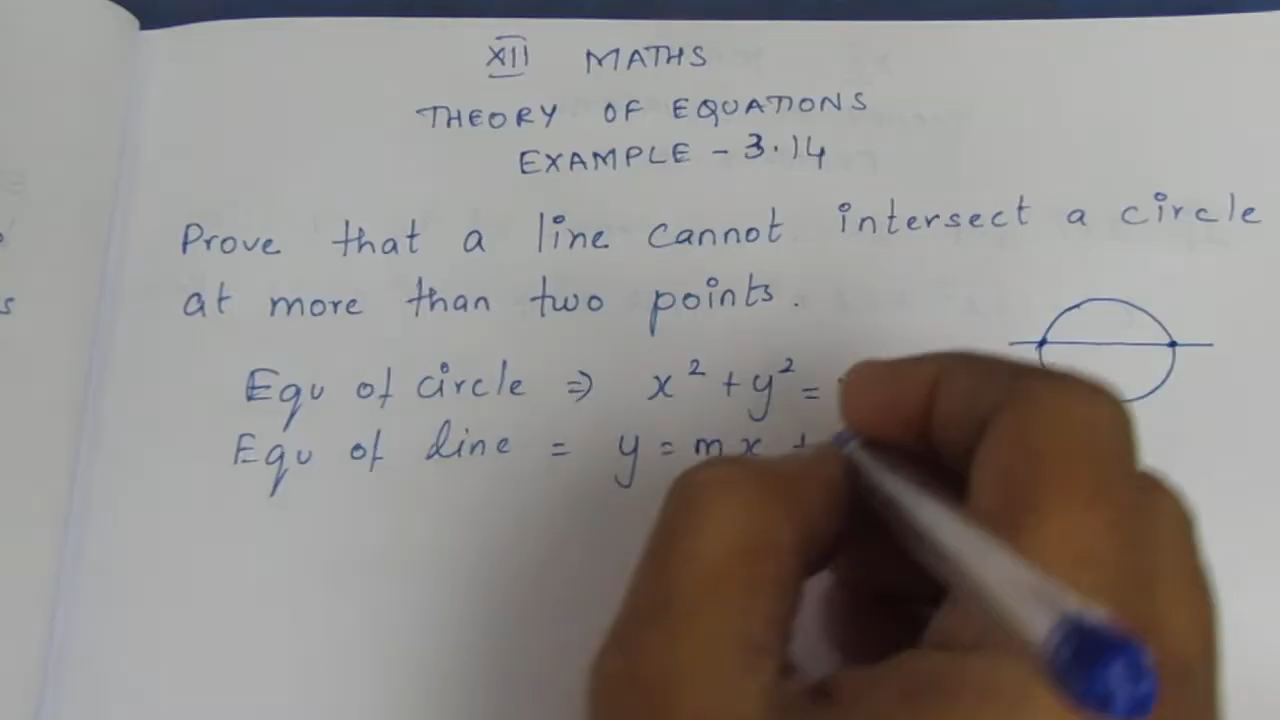 XII MATHS
THEORY OF EQUATIONS
EXAMPLE - 3.14
Prove that a line cannot intersect a circle
at more than two points.
Equ of circle ⇒ x² + y² =
Equ of line = y = mx +